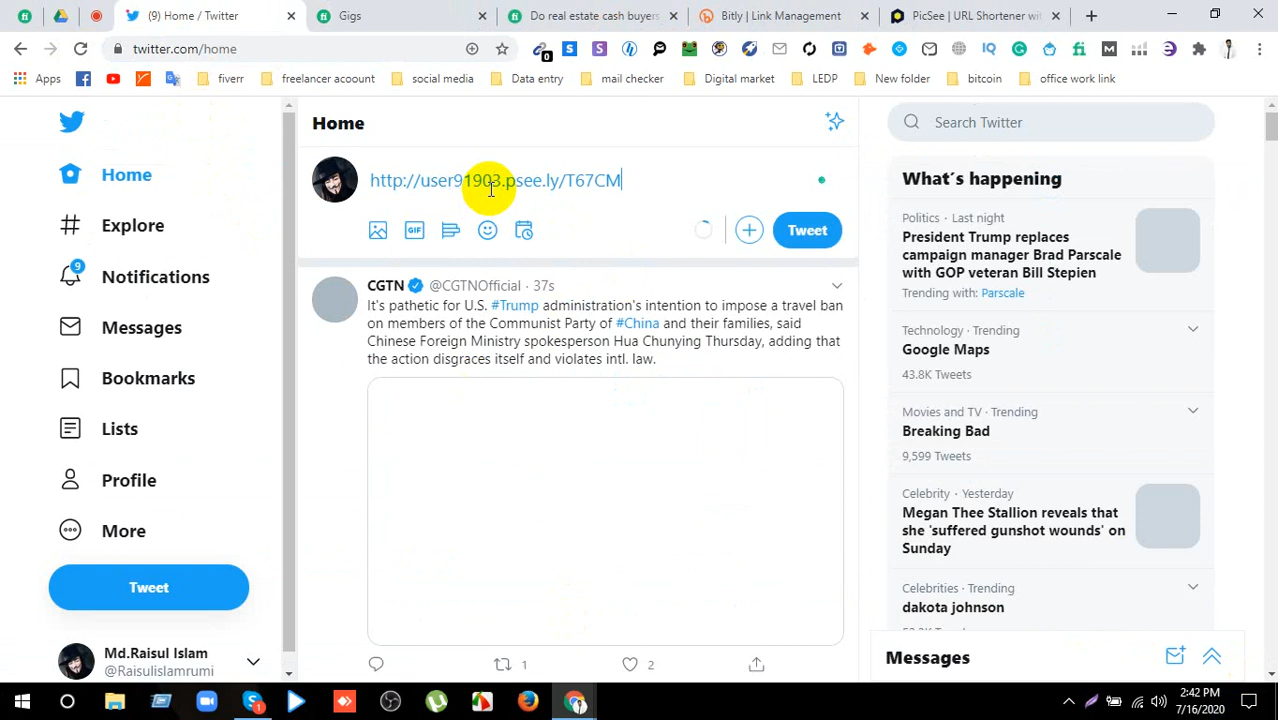 (9) Home / Twitter
Gigs
Do real estate cash buyers
Bitly | Link Management
PicSee | URL Shortener wit
twitter.com/home
0
Apps
fiverr
freelancer acoount
social media
Data entry
mail checker
Digital market
LEDP
New folder
bitcoin
office work link
Home
Explore
9
Notifications
Messages
Bookmarks
Lists
Profile
More
Tweet
Md.Raisul Islam
@Raisulislamrumi
Home
http://user91903.psee.ly/T67CM
GIF
Tweet
CGTN @CGTNOfficial · 37s
It's pathetic for U.S. #Trump administration's intention to impose a travel ban
on members of the Communist Party of #China and their families, said
Chinese Foreign Ministry spokesperson Hua Chunying Thursday, adding that
the action disgraces itself and violates intl. law.
1
2
Search Twitter
What's happening
Politics · Last night
President Trump replaces
campaign manager Brad Parscale
with GOP veteran Bill Stepien
Trending with: Parscale
Technology · Trending
Google Maps
43.8K Tweets
Movies and TV · Trending
Breaking Bad
9,599 Tweets
Celebrity · Yesterday
Megan Thee Stallion reveals that
she 'suffered gunshot wounds' on
Sunday
Celebrities · Trending
dakota johnson
Messages
2:42 PM
7/16/2020